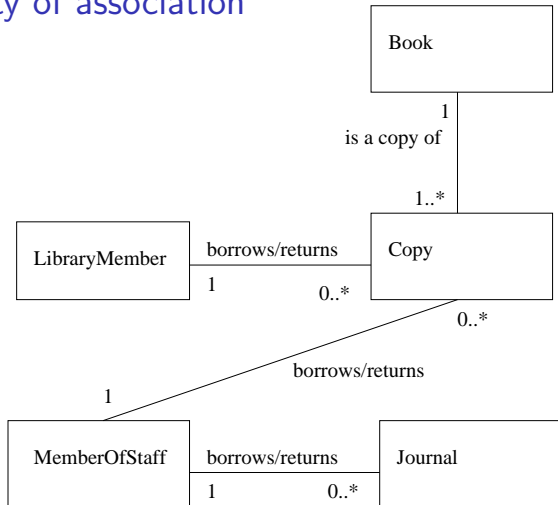 of association
Book
1
is a copy of
1..*
LibraryMember
borrows/returns
Copy
1
0..*
0..*
borrows/returns
1
MemberOfStaff
borrows/returns
Journal
1
0..*